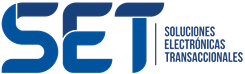 SET
SOLUCIONES
ELECTRÓNICAS
TRANSACCIONALES